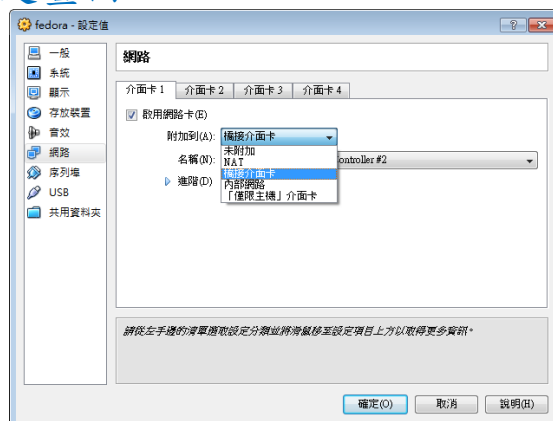 fedora - 設定值
一般
系統
顯示
存放裝置
音效
網路
序列埠
USB
共用資料夾
網路
介面卡 1 介面卡 2 介面卡 3 介面卡 4
啟用網路卡(E)
附加到(A): 橋接介面卡
未附加
NAT
橋接介面卡
內部網路
「僅限主機」介面卡
名稱(N): ontroller #2
進階(D)
請從左手邊的清單選取設定分類並將滑鼠移至設定項目上方以取得更多資訊。
確定(O) 取消 說明(H)